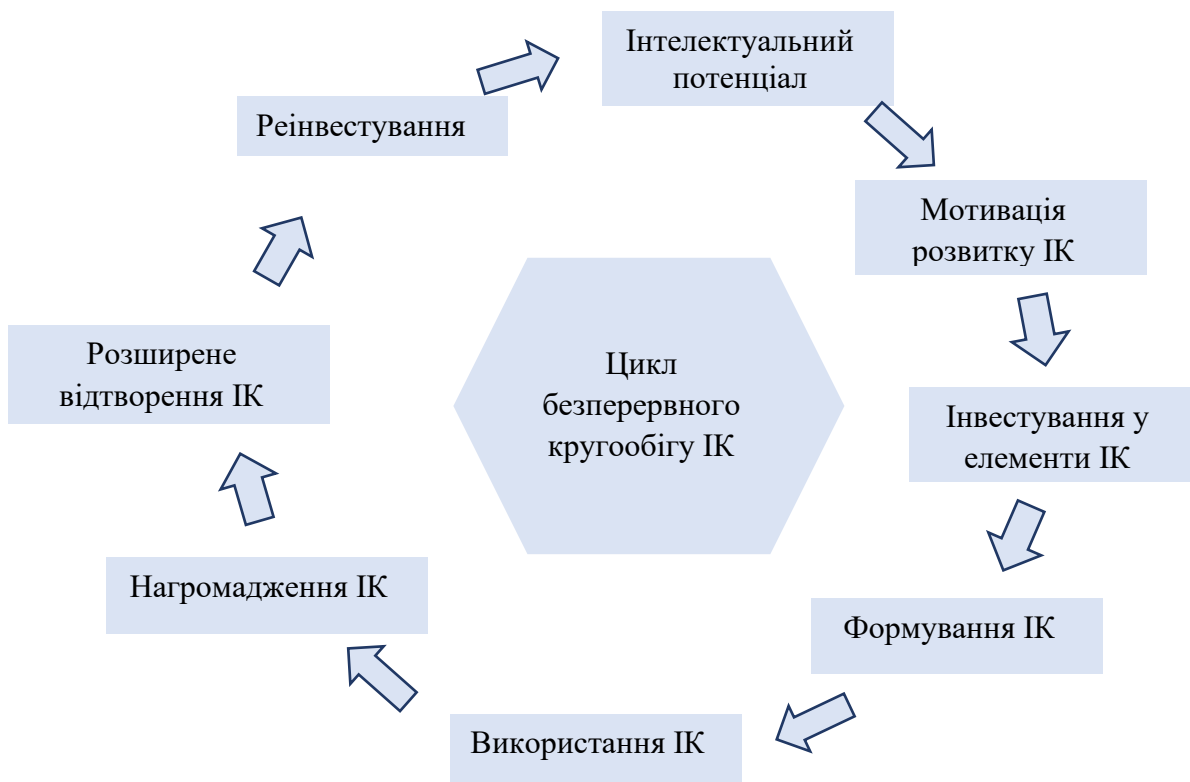 Інтелектуальний
потенціал
Реінвестування
Мотивація
розвитку ІК
Розширене
відтворення ІК
Цикл
безперервного
кругообігу ІК
Інвестування у
елементи ІК
Нагромадження ІК
Формування ІК
Використання ІК